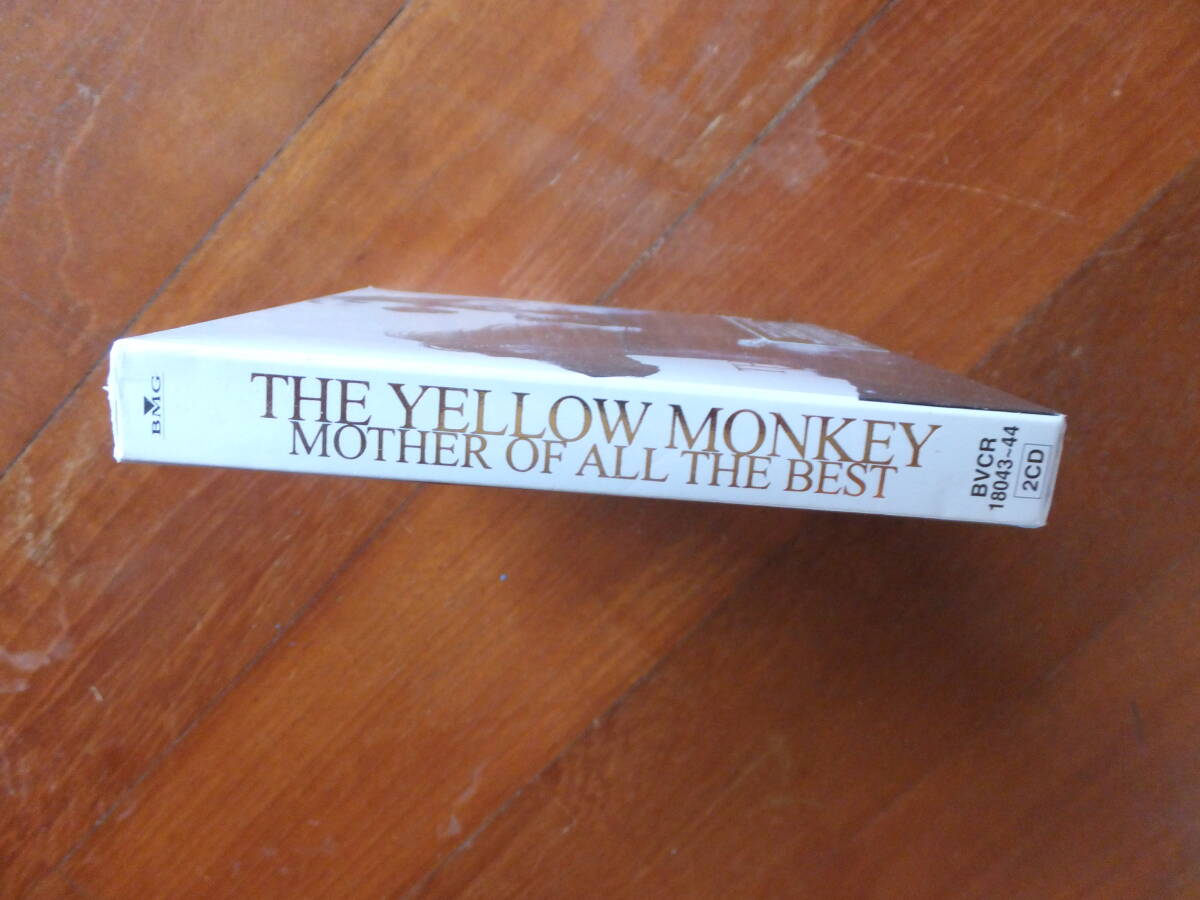 BMG
THE YELLOW MONKEY
MOTHER OF ALL THE BEST
BVCR
18043~44
2CD